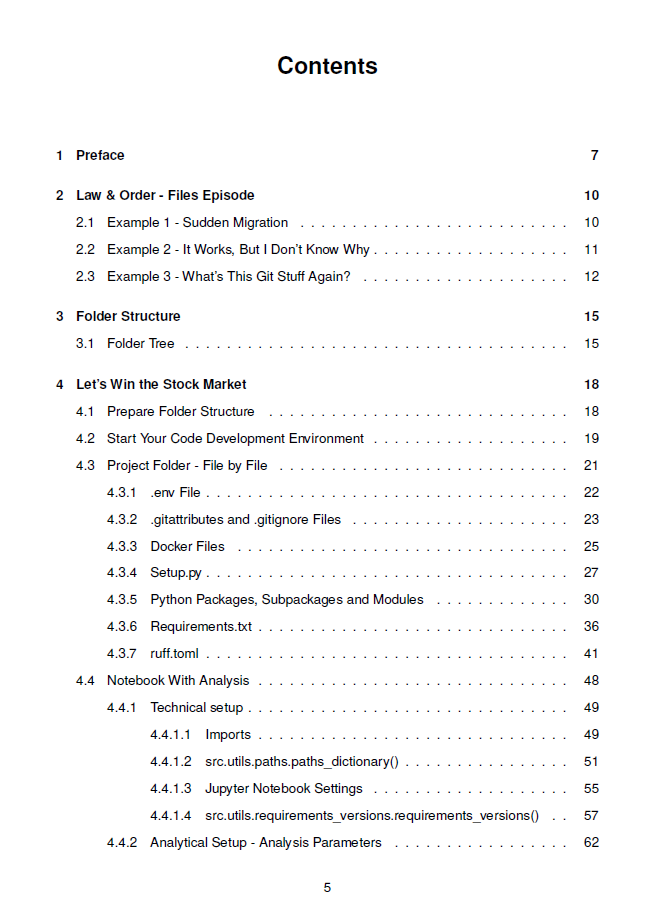 Contents
1 Preface 7
2 Law & Order - Files Episode 10
2.1 Example 1 - Sudden Migration . . . . . . . . . . . . . . . . . . . . . . . . . . 10
2.2 Example 2 - It Works, But I Don't Know Why . . . . . . . . . . . . . . . . . . . 11
2.3 Example 3 - What's This Git Stuff Again? . . . . . . . . . . . . . . . . . . . . 12
3 Folder Structure 15
3.1 Folder Tree . . . . . . . . . . . . . . . . . . . . . . . . . . . . . . . . . . . . . 15
4 Let's Win the Stock Market 18
4.1 Prepare Folder Structure . . . . . . . . . . . . . . . . . . . . . . . . . . . . . 18
4.2 Start Your Code Development Environment . . . . . . . . . . . . . . . . . . . 19
4.3 Project Folder - File by File . . . . . . . . . . . . . . . . . . . . . . . . . . . . 21
4.3.1 .env File . . . . . . . . . . . . . . . . . . . . . . . . . . . . . . . . . . . 22
4.3.2 .gitattributes and .gitignore Files . . . . . . . . . . . . . . . . . . . . . 23
4.3.3 Docker Files . . . . . . . . . . . . . . . . . . . . . . . . . . . . . . . . 25
4.3.4 Setup.py . . . . . . . . . . . . . . . . . . . . . . . . . . . . . . . . . . . 27
4.3.5 Python Packages, Subpackages and Modules . . . . . . . . . . . . . 30
4.3.6 Requirements.txt . . . . . . . . . . . . . . . . . . . . . . . . . . . . . . 36
4.3.7 ruff.toml . . . . . . . . . . . . . . . . . . . . . . . . . . . . . . . . . . . 41
4.4 Notebook With Analysis . . . . . . . . . . . . . . . . . . . . . . . . . . . . . . 48
4.4.1 Technical setup . . . . . . . . . . . . . . . . . . . . . . . . . . . . . . . 49
4.4.1.1 Imports . . . . . . . . . . . . . . . . . . . . . . . . . . . . . . 49
4.4.1.2 src.utils.paths.paths_dictionary() . . . . . . . . . . . . . . . . 51
4.4.1.3 Jupyter Notebook Settings . . . . . . . . . . . . . . . . . . . 55
4.4.1.4 src.utils.requirements_versions.requirements_versions() . . 57
4.4.2 Analytical Setup - Analysis Parameters . . . . . . . . . . . . . . . . . 62
5